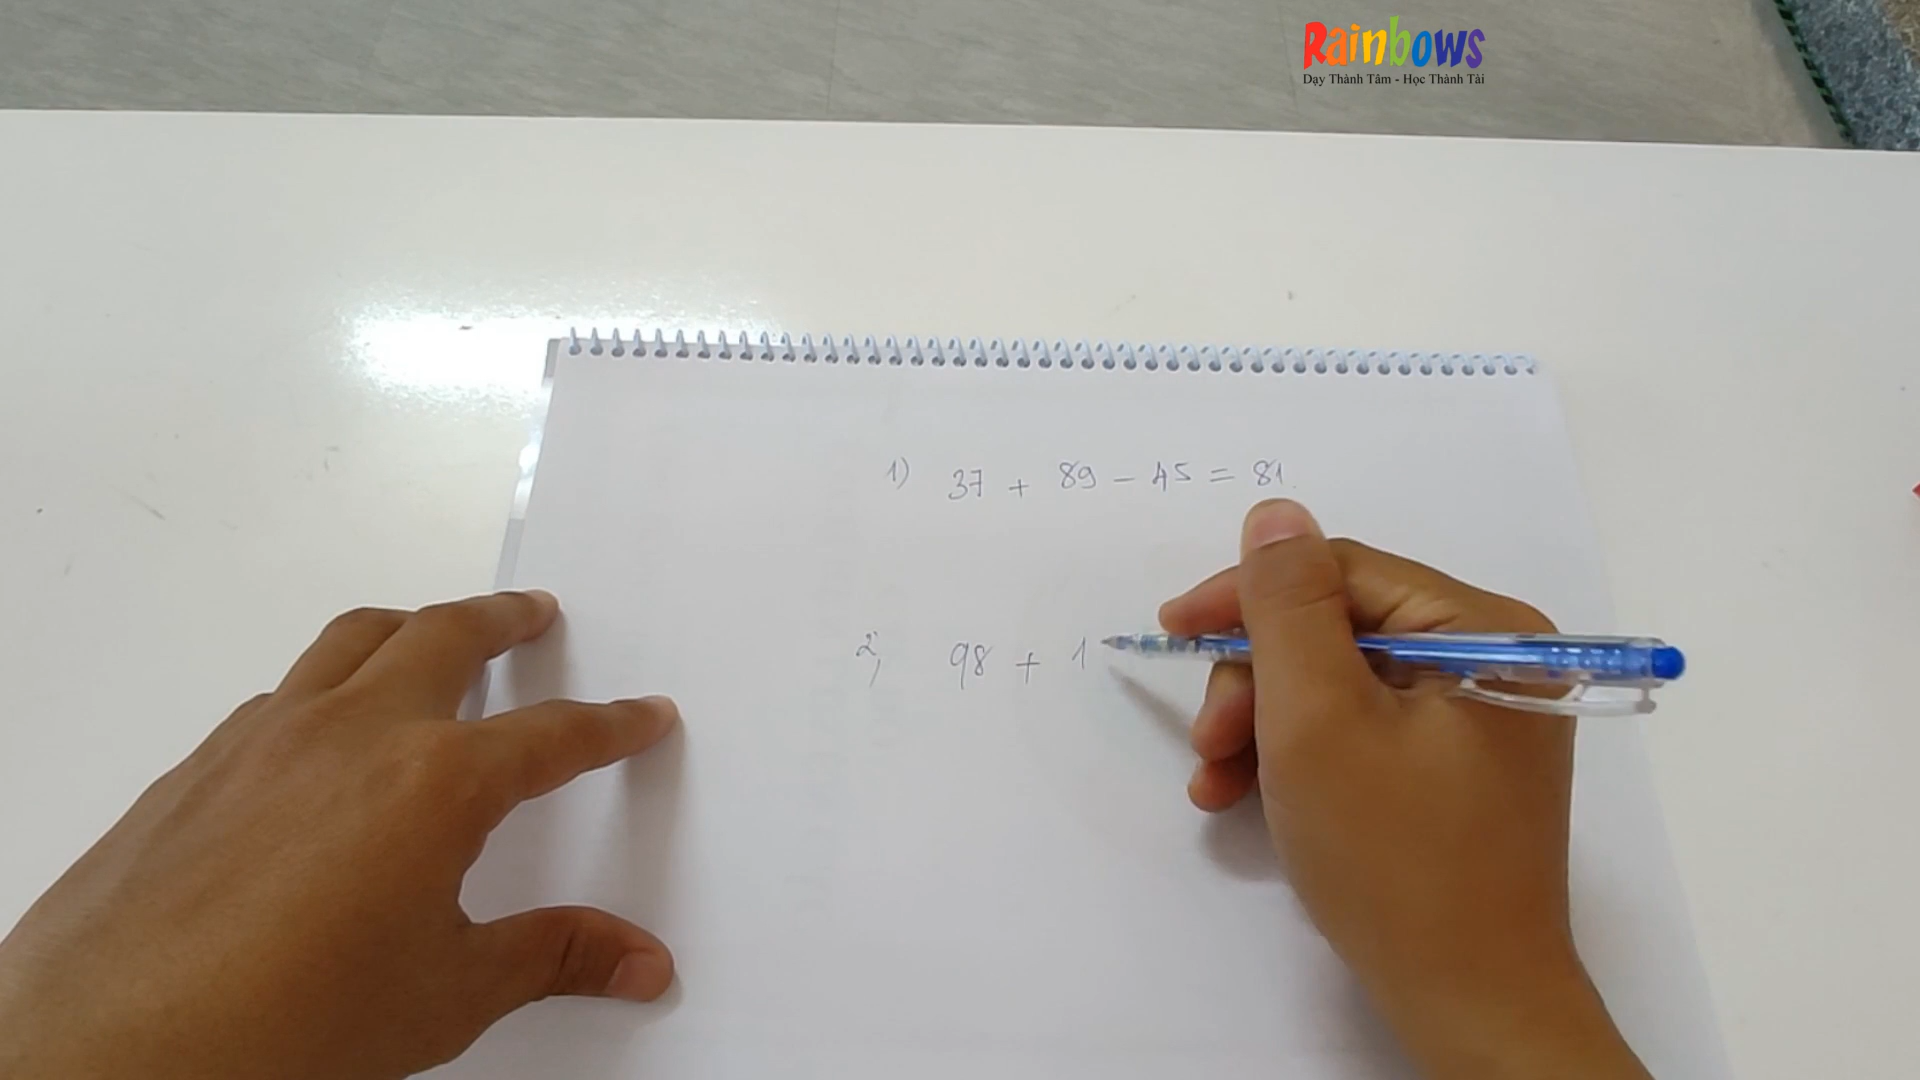 Rainbows
Dạy Thành Tâm - Học Thành Tài
1) 37 + 89 - 45 = 81
2, 98 + 1